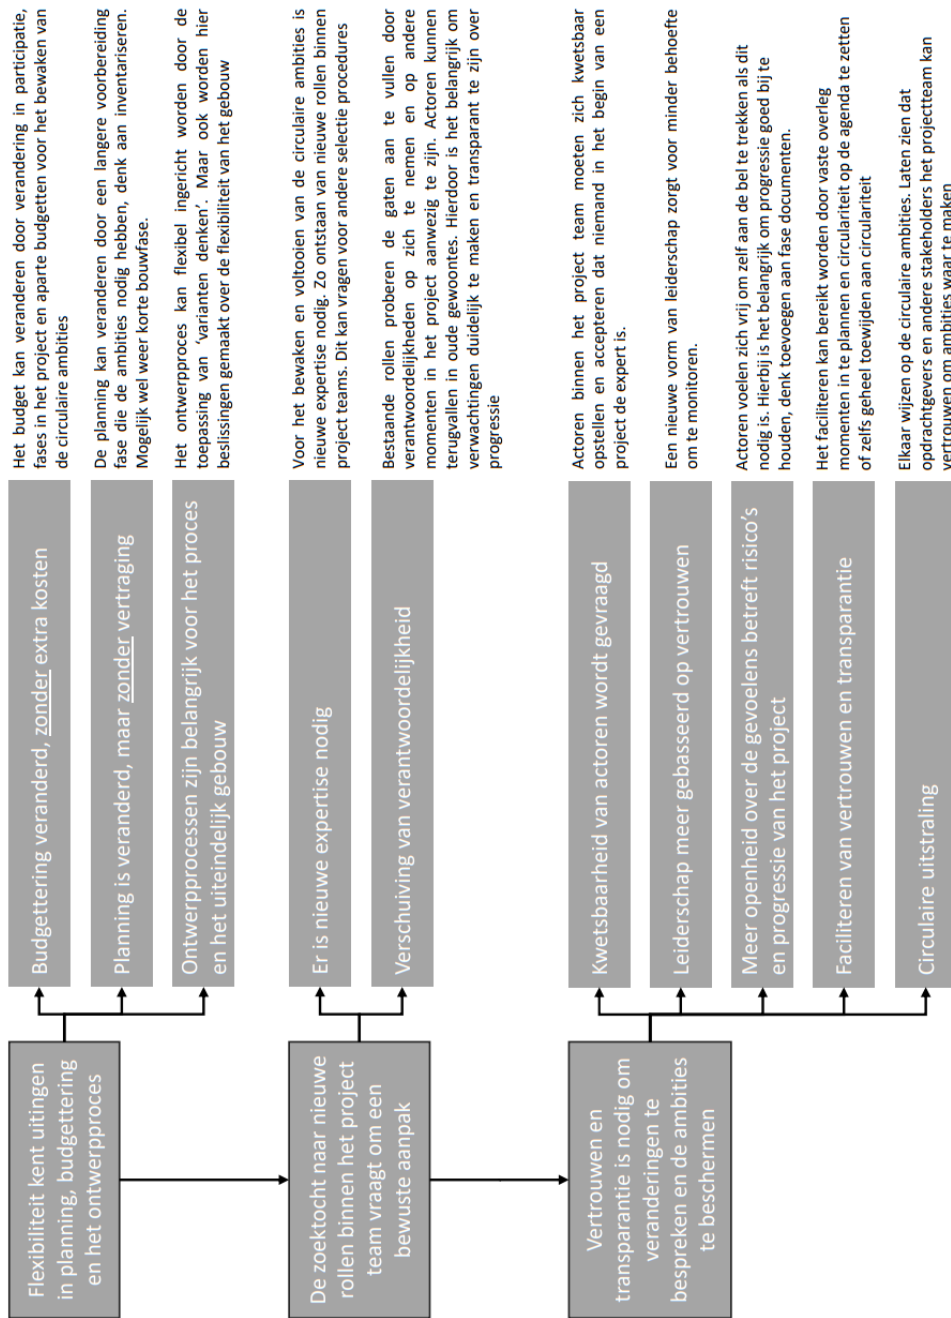 Flexibiliteit kent uitingen
in planning, budgettering
en het ontwerpproces
Budgettering veranderd, zonder extra kosten
Het budget kan veranderen door verandering in participatie,
fases in het project en aparte budgetten voor het bewaken van
de circulaire ambities
Planning is veranderd, maar zonder vertraging
De planning kan veranderen door een langere voorbereiding
fase die de ambities nodig hebben, denk aan inventariseren.
Mogelijk wel weer korte bouwfase.
Ontwerpprocessen zijn belangrijk voor het proces
en het uiteindelijk gebouw
Het ontwerpproces kan flexibel ingericht worden door de
toepassing van ‘varianten denken’. Maar ook worden hier
beslissingen gemaakt over de flexibiliteit van het gebouw
De zoektocht naar nieuwe
rollen binnen het project
team vraagt om een
bewuste aanpak
Er is nieuwe expertise nodig
Voor het bewaken en voltooien van de circulaire ambities is
nieuwe expertise nodig. Zo ontstaan van nieuwe rollen binnen
project teams. Dit kan vragen voor andere selectie procedures
Verschuiving van verantwoordelijkheid
Bestaande rollen proberen de gaten aan te vullen door
verantwoordelijkheden op zich te nemen en op andere
momenten in het project aanwezig te zijn. Actoren kunnen
terugvallen in oude gewoontes. Hierdoor is het belangrijk om
verwachtingen duidelijk te maken en transparant te zijn over
progressie
Vertrouwen en
transparantie is nodig om
veranderingen te
bespreken en de ambities
te beschermen
Kwetsbaarheid van actoren wordt gevraagd
Actoren binnen het project team moeten zich kwetsbaar
opstellen en accepteren dat niemand in het begin van een
project de expert is.
Leiderschap meer gebasseerd op vertrouwen
Een nieuwe vorm van leiderschap zorgt voor minder behoefte
om te monitoren.
Meer openheid over de gevoelens betreft risico’s
en progressie van het project
Actoren voelen zich vrij om zelf aan de bel te trekken als dit
nodig is. Hierbij is het belangrijk om progressie goed bij te
houden, denk toevoegen aan fase documenten.
Faciliteren van vertrouwen en transparantie
Het faciliteren kan bereikt worden door vaste overleg
momenten in te plannen en circulariteit op de agenda te zetten
of zelfs geheel toewijden aan circulariteit
Circulaire uitstraling
Elkaar wijzen op de circulaire ambities. Laten zien dat
opdrachtgevers en andere stakeholders het projectteam kan
vertrouwen om ambities waar te maken